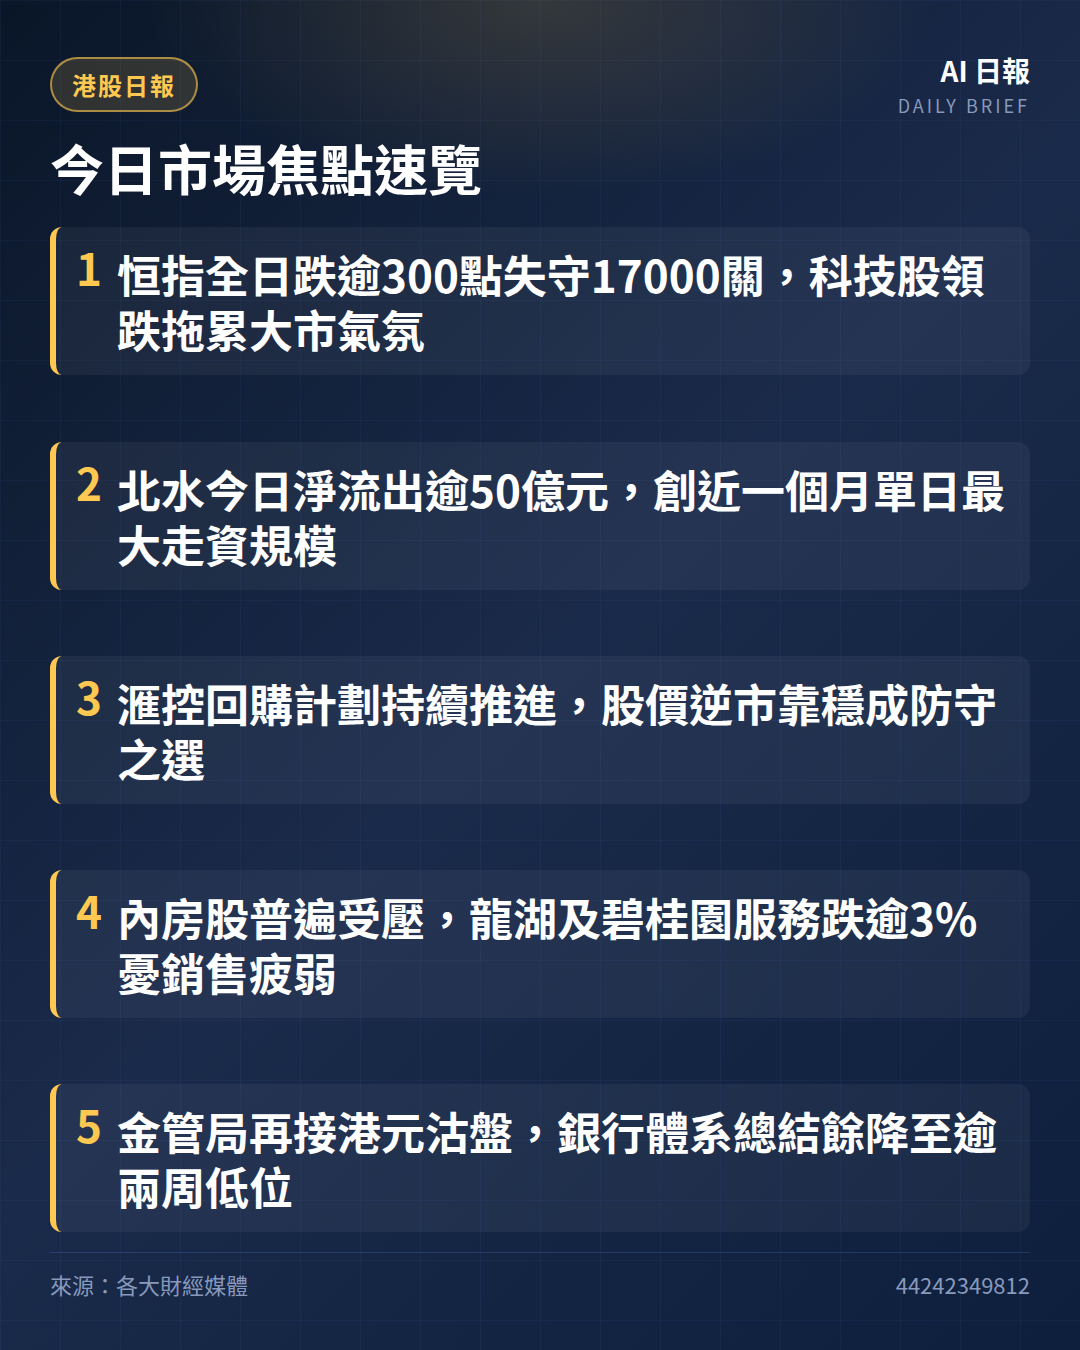 港股日報
AI 日報
DAILY BRIEF
今日市場焦點速覽
1 恒指全日跌逾300點失守17000關，科技股領
跌拖累大市氣氛
2 北水今日淨流出逾50億元，創近一個月單日最
大走資規模
3 滙控回購計劃持續推進，股價逆市靠穩成防守
之選
4 內房股普遍受壓，龍湖及碧桂園服務跌逾3%
憂銷售疲弱
5 金管局再接港元沽盤，銀行體系總結餘降至逾
兩周低位
來源：各大財經媒體
44242349812